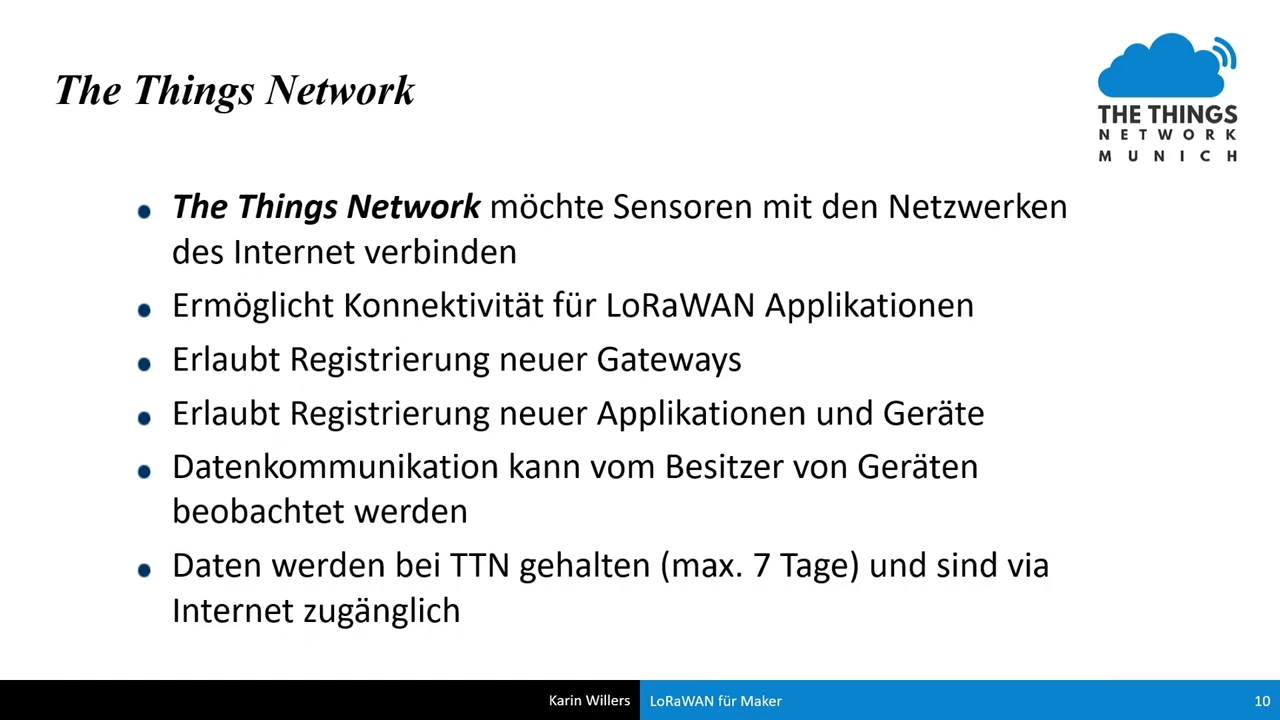 The Things Network
THE THINGS
NETWORK
MUNICH
The Things Network möchte Sensoren mit den Netzwerken
des Internet verbinden
Ermöglicht Konnektivität für LoRaWAN Applikationen
Erlaubt Registrierung neuer Gateways
Erlaubt Registrierung neuer Applikationen und Geräte
Datenkommunikation kann vom Besitzer von Geräten
beobachtet werden
Daten werden bei TTN gehalten (max. 7 Tage) und sind via
Internet zugänglich
Karin Willers LoRaWAN für Maker 10